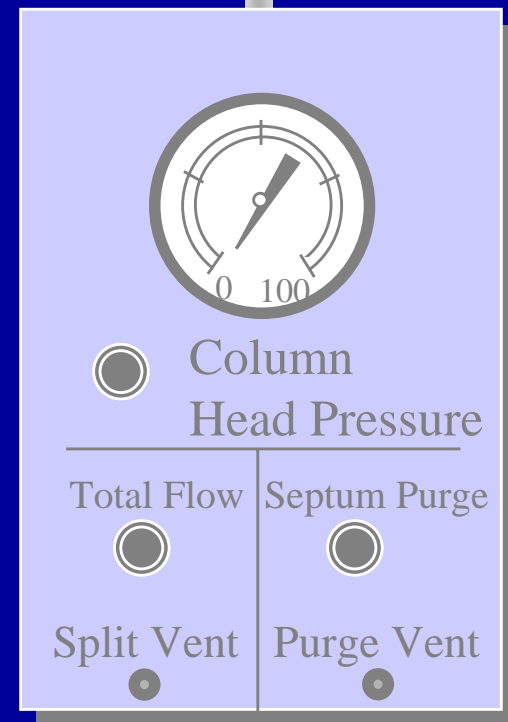 0 100
Column
Head Pressure
Total Flow Septum Purge
Split Vent Purge Vent